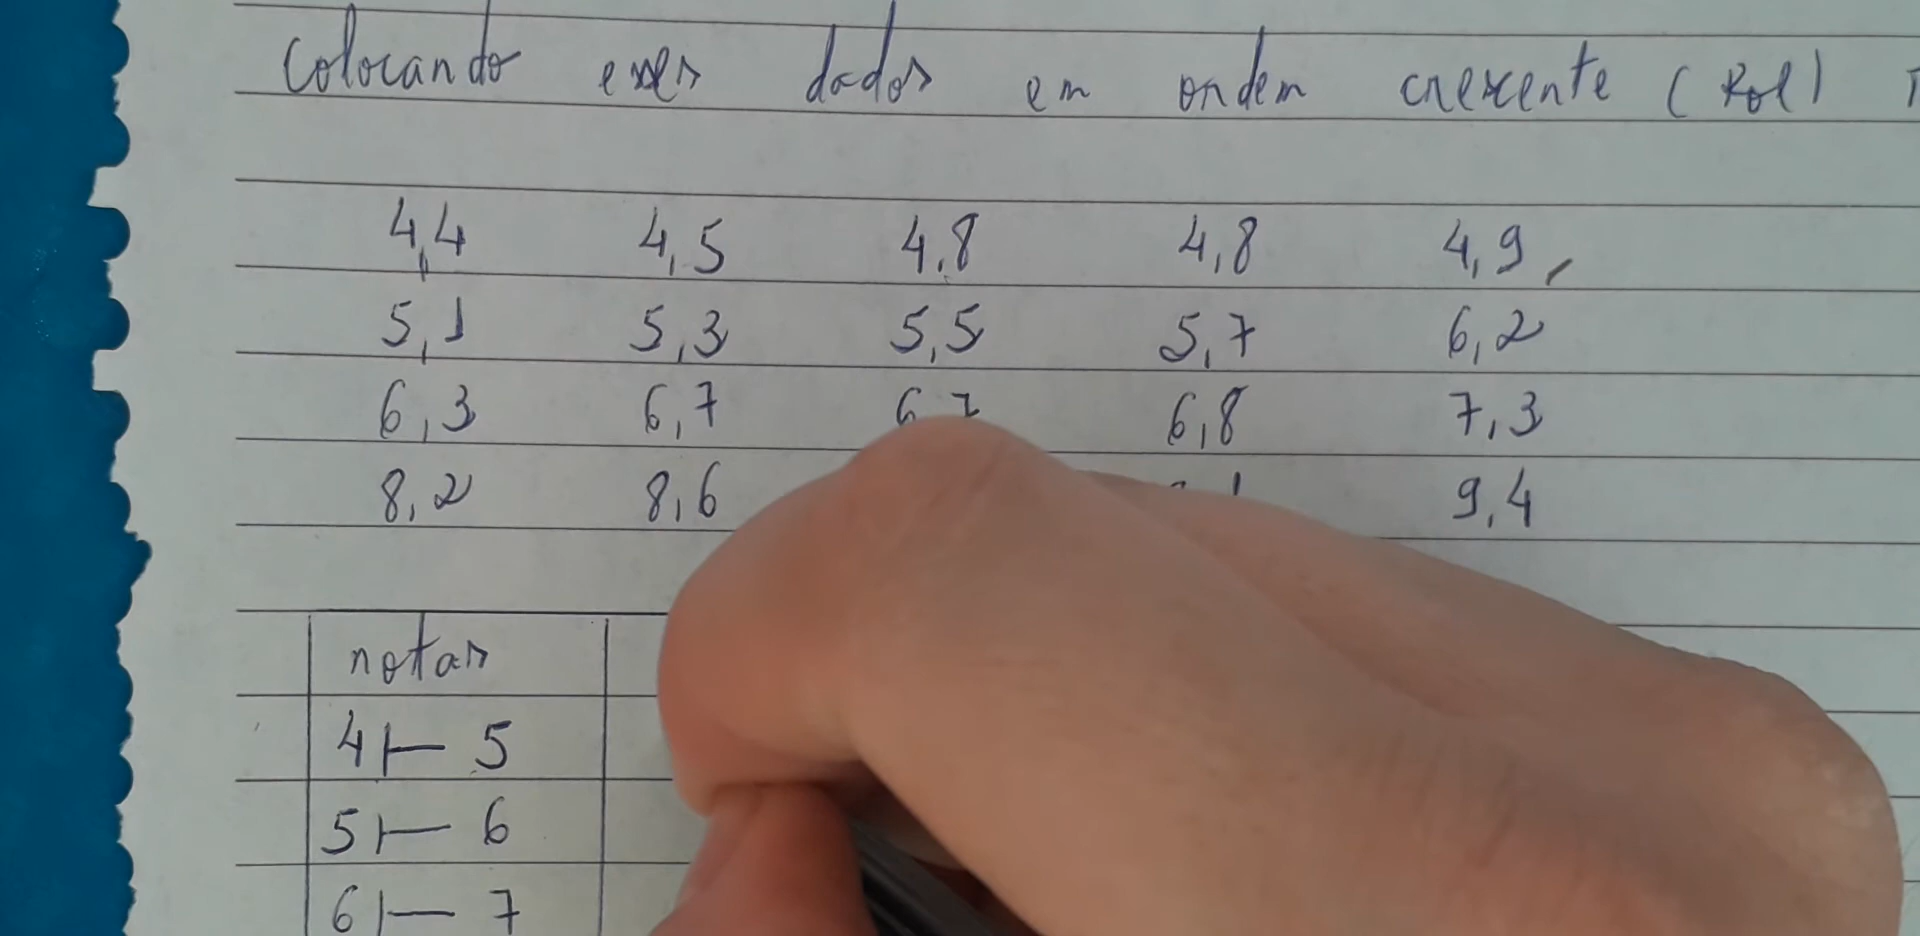 Colocando esses dados em ordem crescente (Rol)
4,4 4,5 4,8 4,8 4,9
5,1 5,3 5,5 5,7 6,2
6,3 6,7 6,7 6,8 7,3
8,2 8,6 9,4
notas
4 ⊢ 5
5 ⊢ 6
6 ⊢ 7